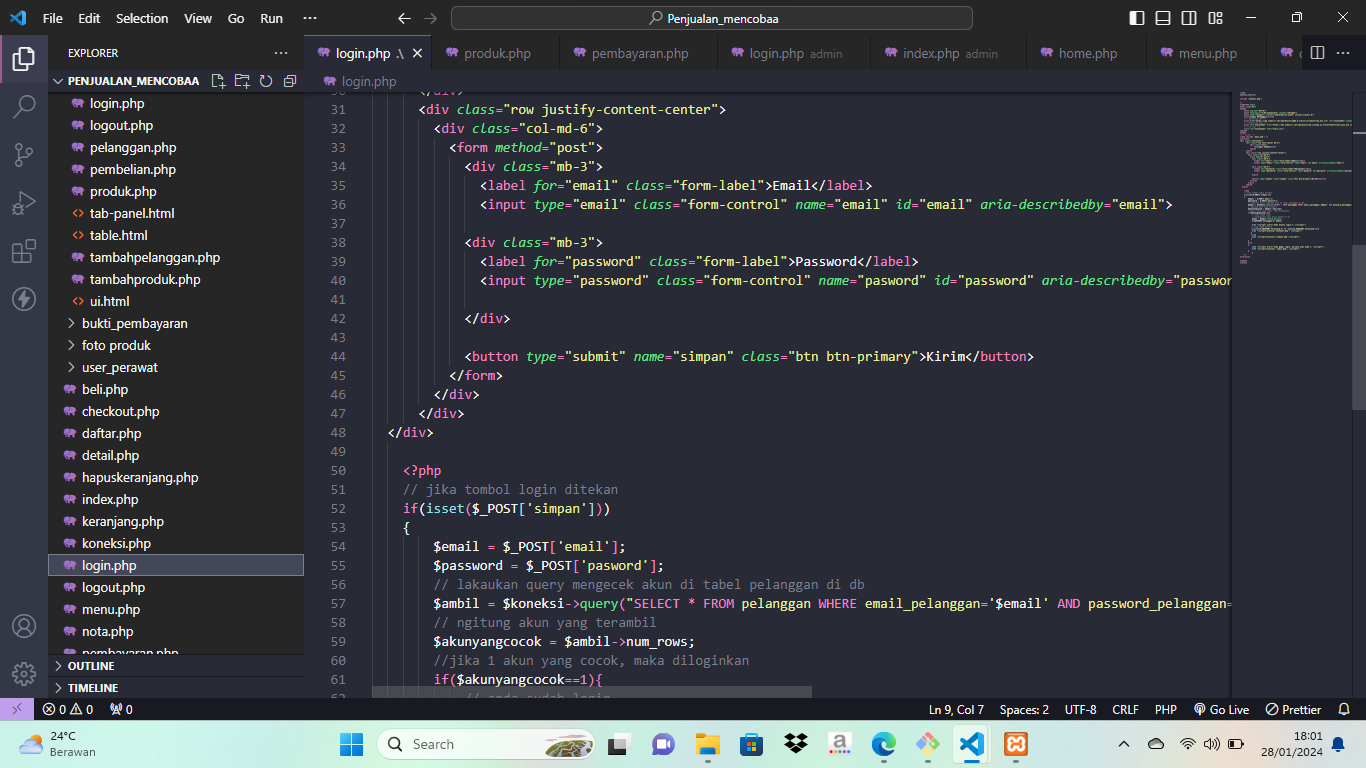 File Edit Selection View Go Run ··· Penjualan_mencobaa
EXPLORER ···
login.php .\ produk.php pembayaran.php login.php admin index.php admin home.php menu.php
PENJUALAN_MENCOBAA
login.php
login.php
logout.php
pelanggan.php
pembelian.php
produk.php
tab-panel.html
table.html
tambahpelanggan.php
tambahproduk.php
ui.html
bukti_pembayaran
foto produk
user_perawat
beli.php
checkout.php
daftar.php
detail.php
hapuskeranjang.php
index.php
keranjang.php
koneksi.php
login.php
logout.php
menu.php
nota.php
pembayaran.php
OUTLINE
TIMELINE
30 </div>
31 <div class="row justify-content-center">
32 <div class="col-md-6">
33 <form method="post">
34 <div class="mb-3">
35 <label for="email" class="form-label">Email</label>
36 <input type="email" class="form-control" name="email" id="email" aria-describedby="email">
37
38 <div class="mb-3">
39 <label for="password" class="form-label">Password</label>
40 <input type="password" class="form-control" name="pasword" id="password" aria-describedby="passwor
41
42 </div>
43
44 <button type="submit" name="simpan" class="btn btn-primary">Kirim</button>
45 </form>
46 </div>
47 </div>
48 </div>
49
50 <?php
51 // jika tombol login ditekan
52 if(isset($_POST['simpan']))
53 {
54 $email = $_POST['email'];
55 $password = $_POST['pasword'];
56 // lakaukan query mengecek akun di tabel pelanggan di db
57 $ambil = $koneksi->query("SELECT * FROM pelanggan WHERE email_pelanggan='$email' AND password_pelanggan=
58 // ngitung akun yang terambil
59 $akunyangcocok = $ambil->num_rows;
60 //jika 1 akun yang cocok, maka diloginkan
61 if($akunyangcocok==1){
62 // anda sudah login
0 0 0 Ln 9, Col 7 Spaces: 2 UTF-8 CRLF PHP Go Live Prettier
24°C
Berawan
Search
18:01
28/01/2024